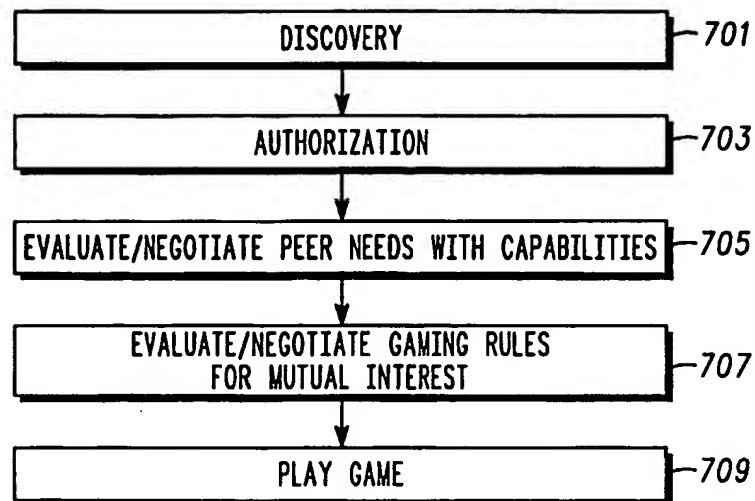 DISCOVERY 701
AUTHORIZATION 703
EVALUATE/NEGOTIATE PEER NEEDS WITH CAPABILITIES 705
EVALUATE/NEGOTIATE GAMING RULES
FOR MUTUAL INTEREST 707
PLAY GAME 709